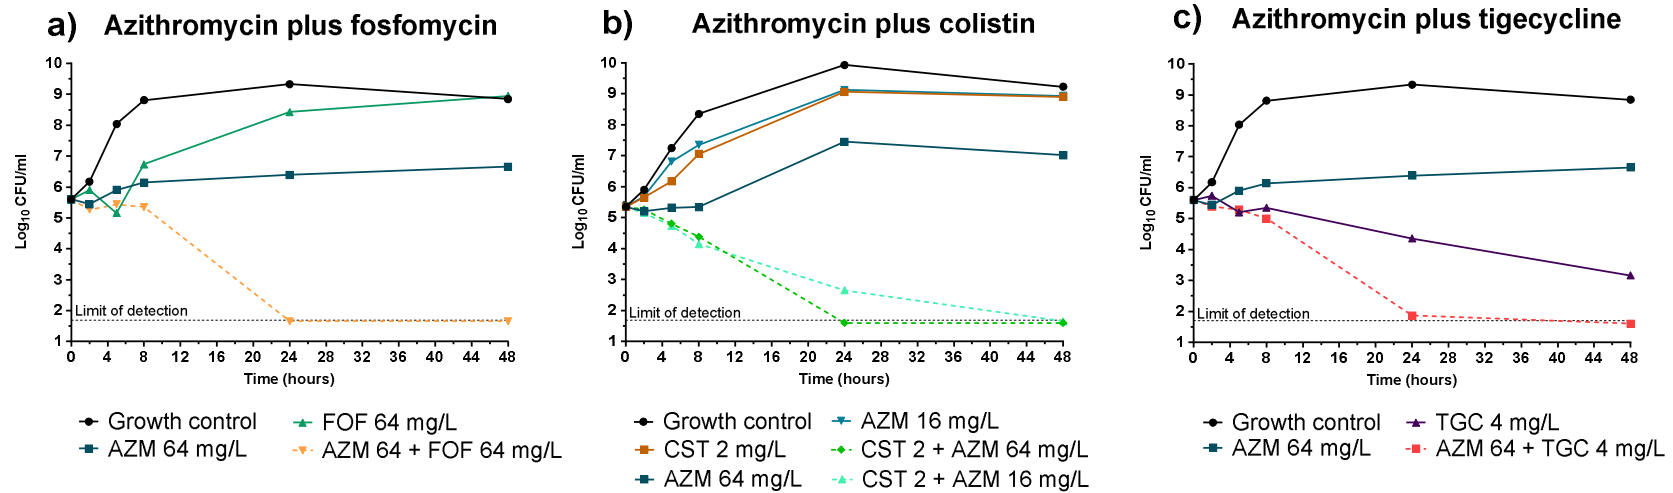 a) Azithromycin plus fosfomycin
10
9
8
7
6
5
4
3
2
1
Log10 CFU/ml
Limit of detection
0 4 8 12 16 20 24 28 32 36 40 44 48
Time (hours)
Growth control
AZM 64 mg/L
FOF 64 mg/L
AZM 64 + FOF 64 mg/L
b) Azithromycin plus colistin
10
9
8
7
6
5
4
3
2
1
Log10 CFU/ml
Limit of detection
0 4 8 12 16 20 24 28 32 36 40 44 48
Time (hours)
Growth control
CST 2 mg/L
AZM 64 mg/L
AZM 16 mg/L
CST 2 + AZM 64 mg/L
CST 2 + AZM 16 mg/L
c) Azithromycin plus tigecycline
10
9
8
7
6
5
4
3
2
1
Log10 CFU/ml
Limit of detection
0 4 8 12 16 20 24 28 32 36 40 44 48
Time (hours)
Growth control
AZM 64 mg/L
TGC 4 mg/L
AZM 64 + TGC 4 mg/L